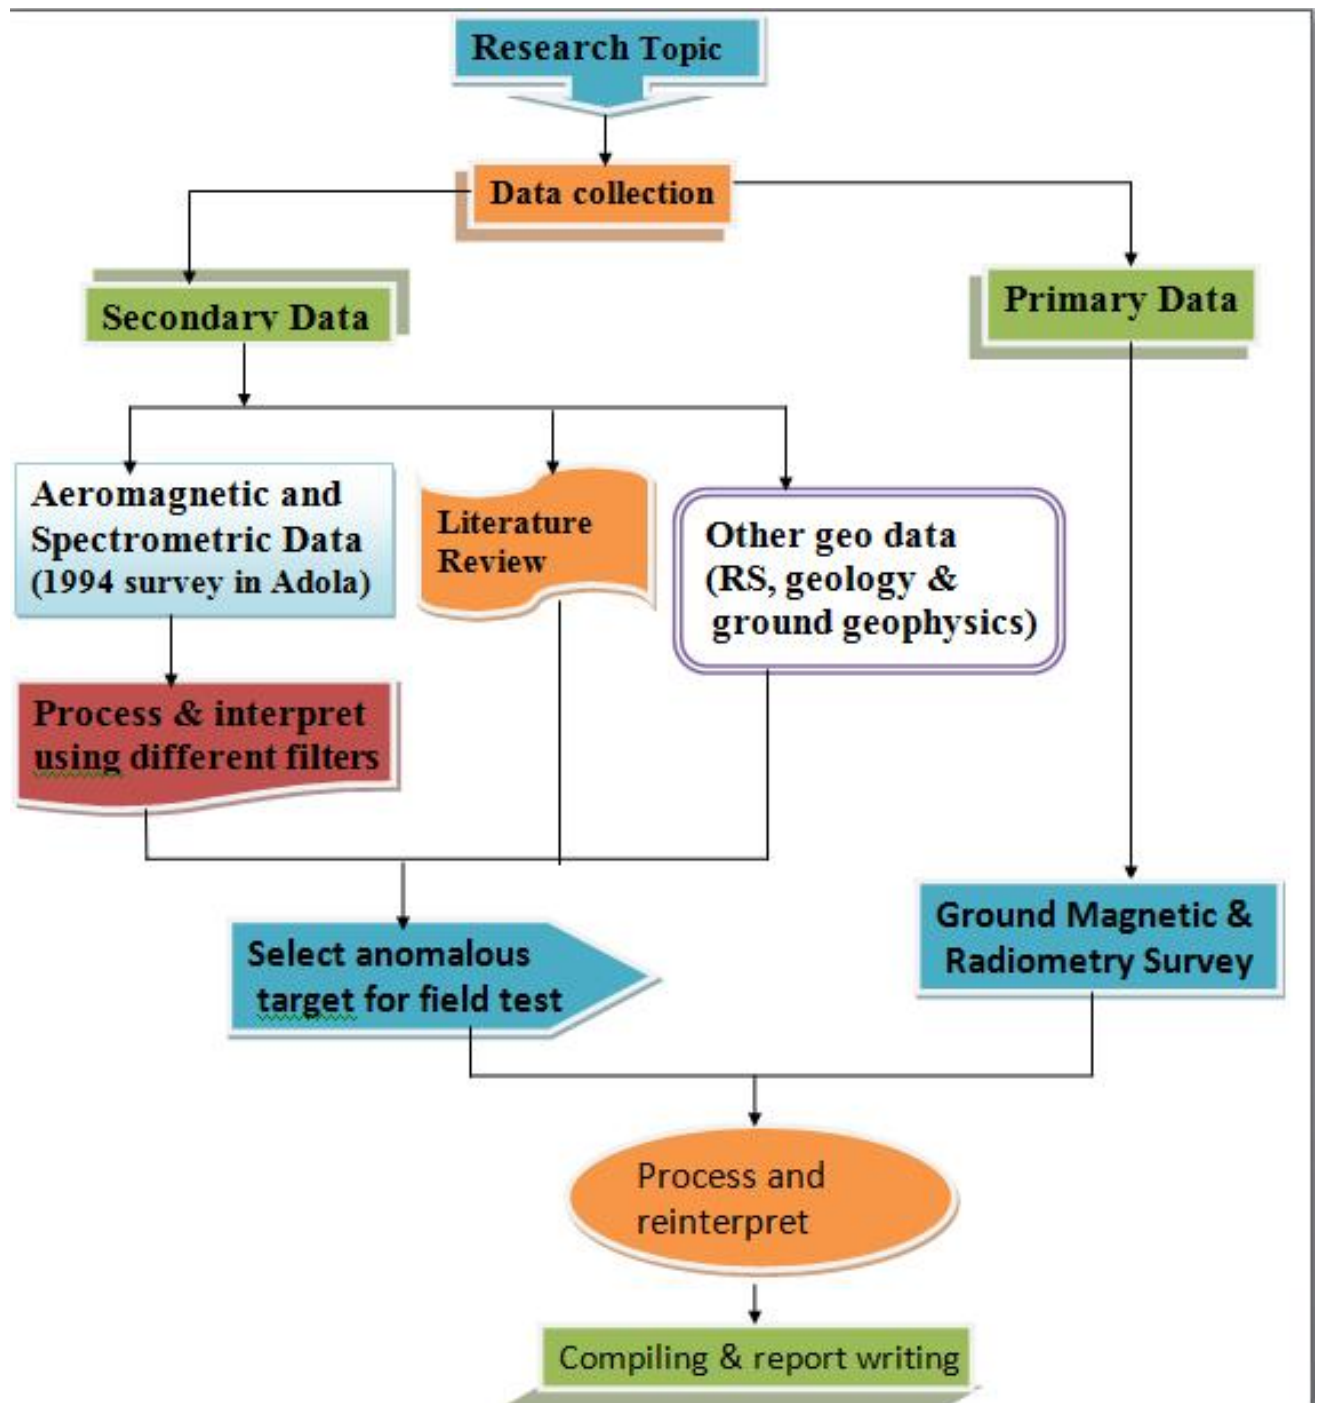 Research Topic
Data collection
Secondary Data
Primary Data
Aeromagnetic and
Spectrometric Data
(1994 survey in Adola)
Literature
Review
Other geo data
(RS, geology &
ground geophysics)
Process & interpret
using different filters
Select anomalous
target for field test
Ground Magnetic &
Radiometry Survey
Process and
reinterpret
Compiling & report writing